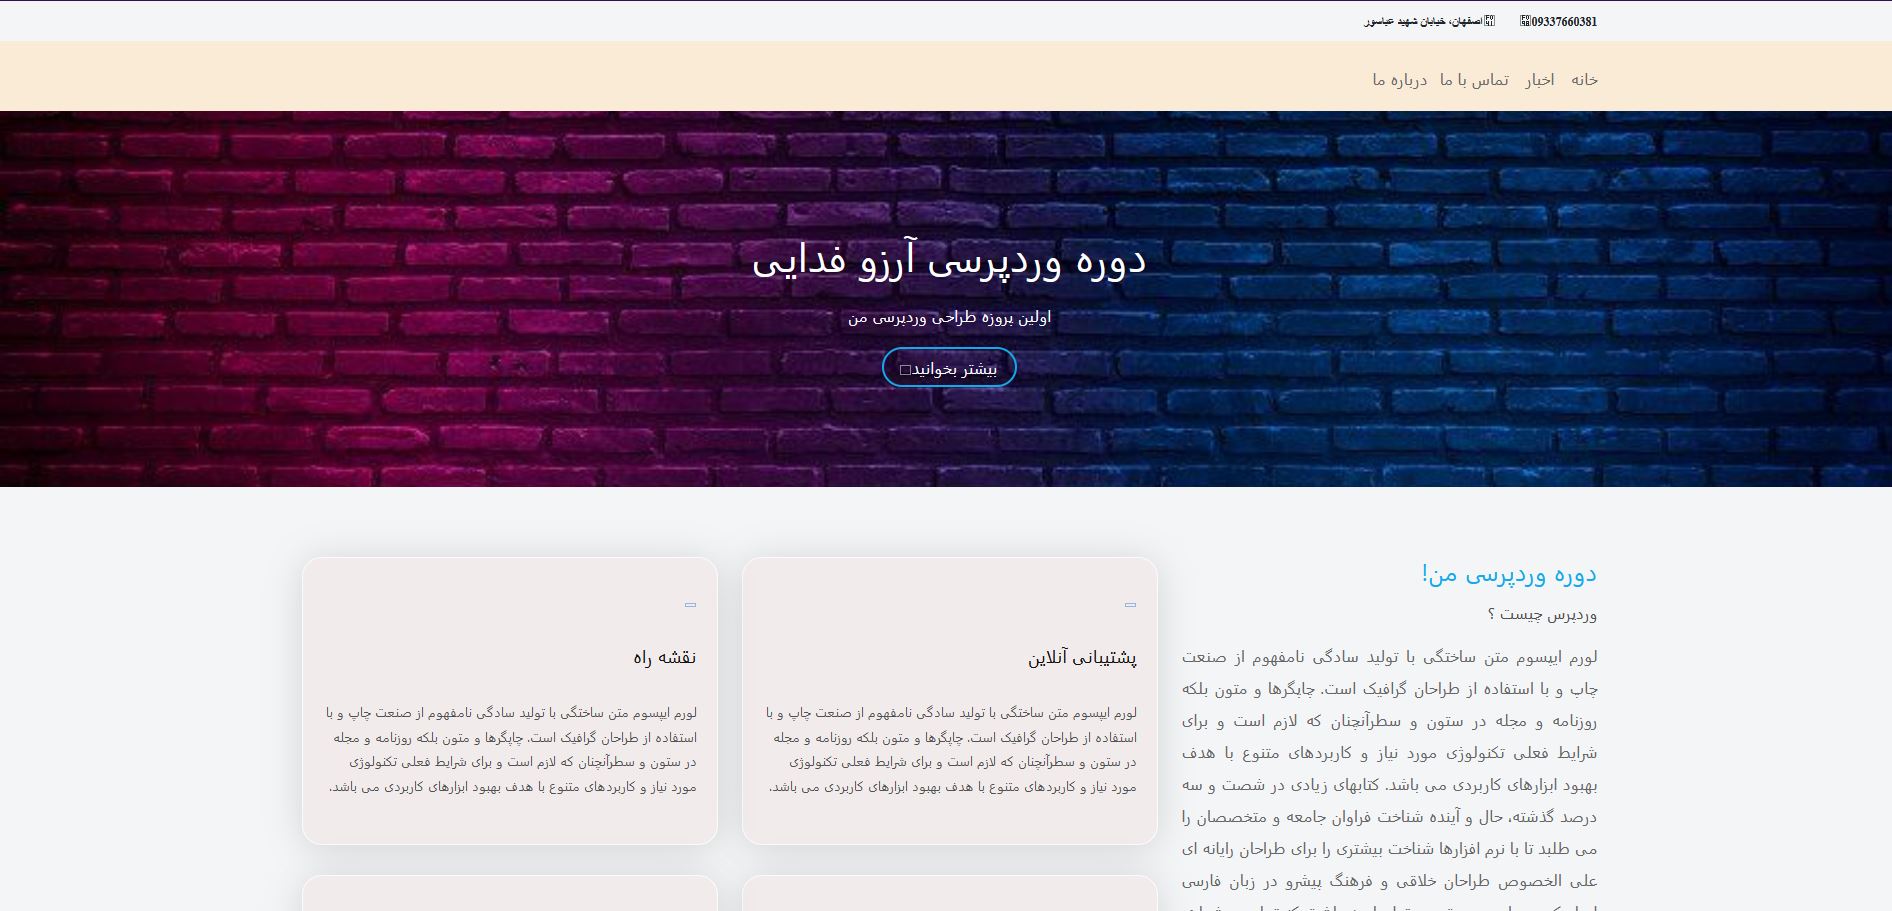 09337660381
اصفهان، خیابان شهید عباسپور
خانه اخبار تماس با ما درباره ما
دوره وردپرسی آرزو فدایی
اولین پروزه طراحی وردپرسی من
بیشتر بخوانید
دوره وردپرسی من!
وردپرس چیست ؟
لورم ایپسوم متن ساختگی با تولید سادگی نامفهوم از صنعت
چاپ و با استفاده از طراحان گرافیک است. چاپگرها و متون بلکه
روزنامه و مجله در ستون و سطرآنچنان که لازم است و برای
شرایط فعلی تکنولوژی مورد نیاز و کاربردهای متنوع با هدف
بهبود ابزارهای کاربردی می باشد. کتابهای زیادی در شصت و سه
درصد گذشته، حال و آینده شناخت فراوان جامعه و متخصصان را
می طلبد تا با نرم افزارها شناخت بیشتری را برای طراحان رایانه ای
علی الخصوص طراحان خلاقی و فرهنگ پیشرو در زبان فارسی
پشتیبانی آنلاین
لورم ایپسوم متن ساختگی با تولید سادگی نامفهوم از صنعت چاپ و با
استفاده از طراحان گرافیک است. چاپگرها و متون بلکه روزنامه و مجله
در ستون و سطرآنچنان که لازم است و برای شرایط فعلی تکنولوژی
مورد نیاز و کاربردهای متنوع با هدف بهبود ابزارهای کاربردی می باشد.
نقشه راه
لورم ایپسوم متن ساختگی با تولید سادگی نامفهوم از صنعت چاپ و با
استفاده از طراحان گرافیک است. چاپگرها و متون بلکه روزنامه و مجله
در ستون و سطرآنچنان که لازم است و برای شرایط فعلی تکنولوژی
مورد نیاز و کاربردهای متنوع با هدف بهبود ابزارهای کاربردی می باشد.